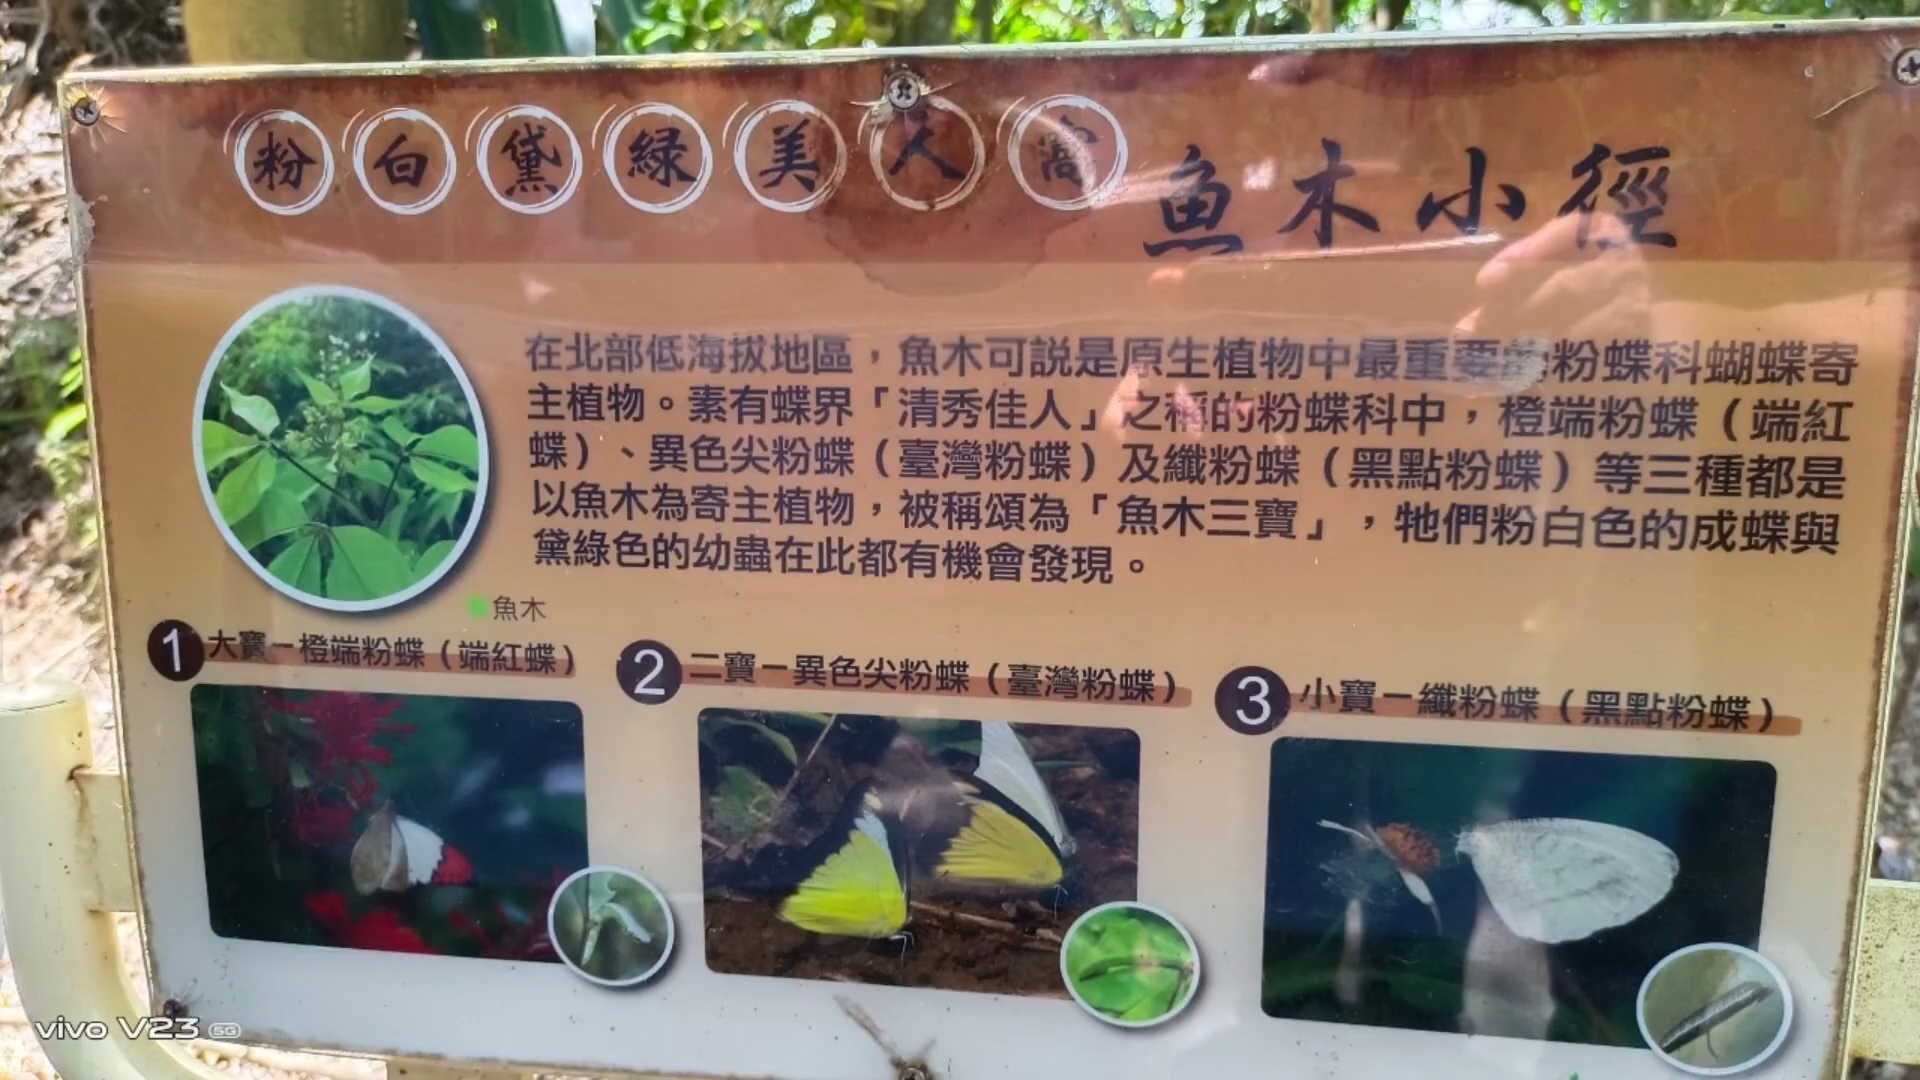 粉白黛緑美人窩 魚木小徑
在北部低海拔地區，魚木可説是原生植物中最重要的粉蝶科蝴蝶寄
主植物。素有蝶界「清秀佳人」之稱的粉蝶科中，橙端粉蝶（端紅
蝶）、異色尖粉蝶（臺灣粉蝶）及纖粉蝶（黑點粉蝶）等三種都是
以魚木為寄主植物，被稱頌為「魚木三寶」，牠們粉白色的成蝶與
黛綠色的幼蟲在此都有機會發現。
魚木
1 大寶－橙端粉蝶（端紅蝶）
2 二寶－異色尖粉蝶（臺灣粉蝶）
3 小寶－纖粉蝶（黑點粉蝶）
vivo V23 5G